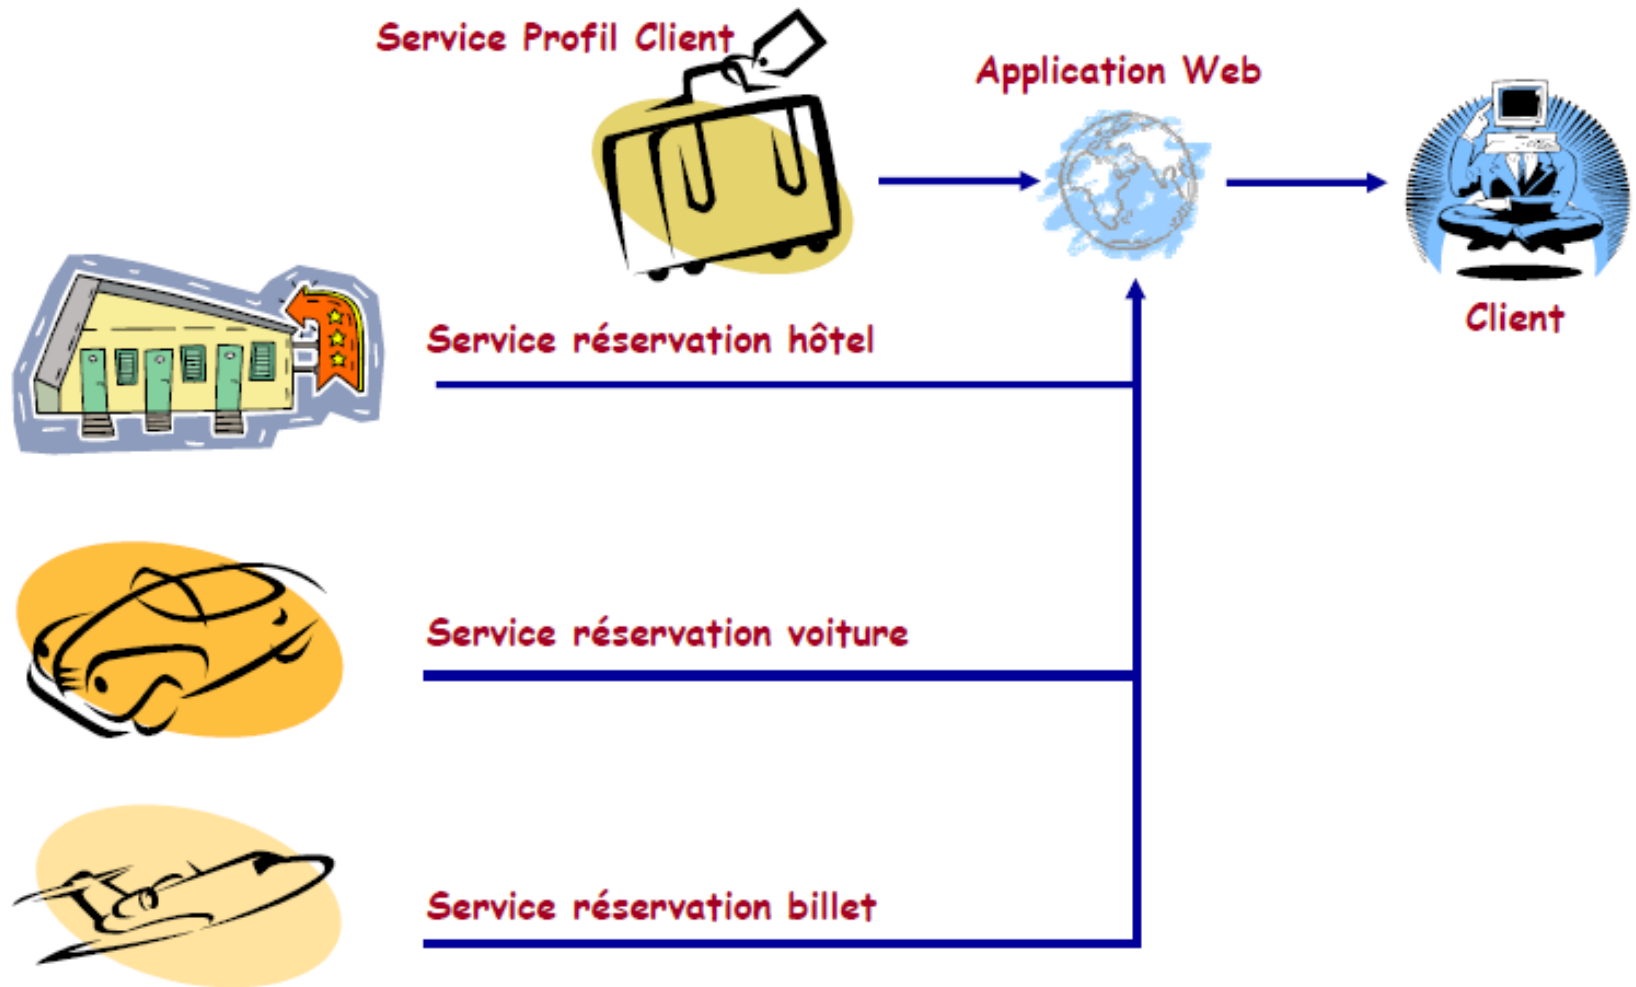 Service Profil Client
Application Web
Client
Service réservation hôtel
Service réservation voiture
Service réservation billet